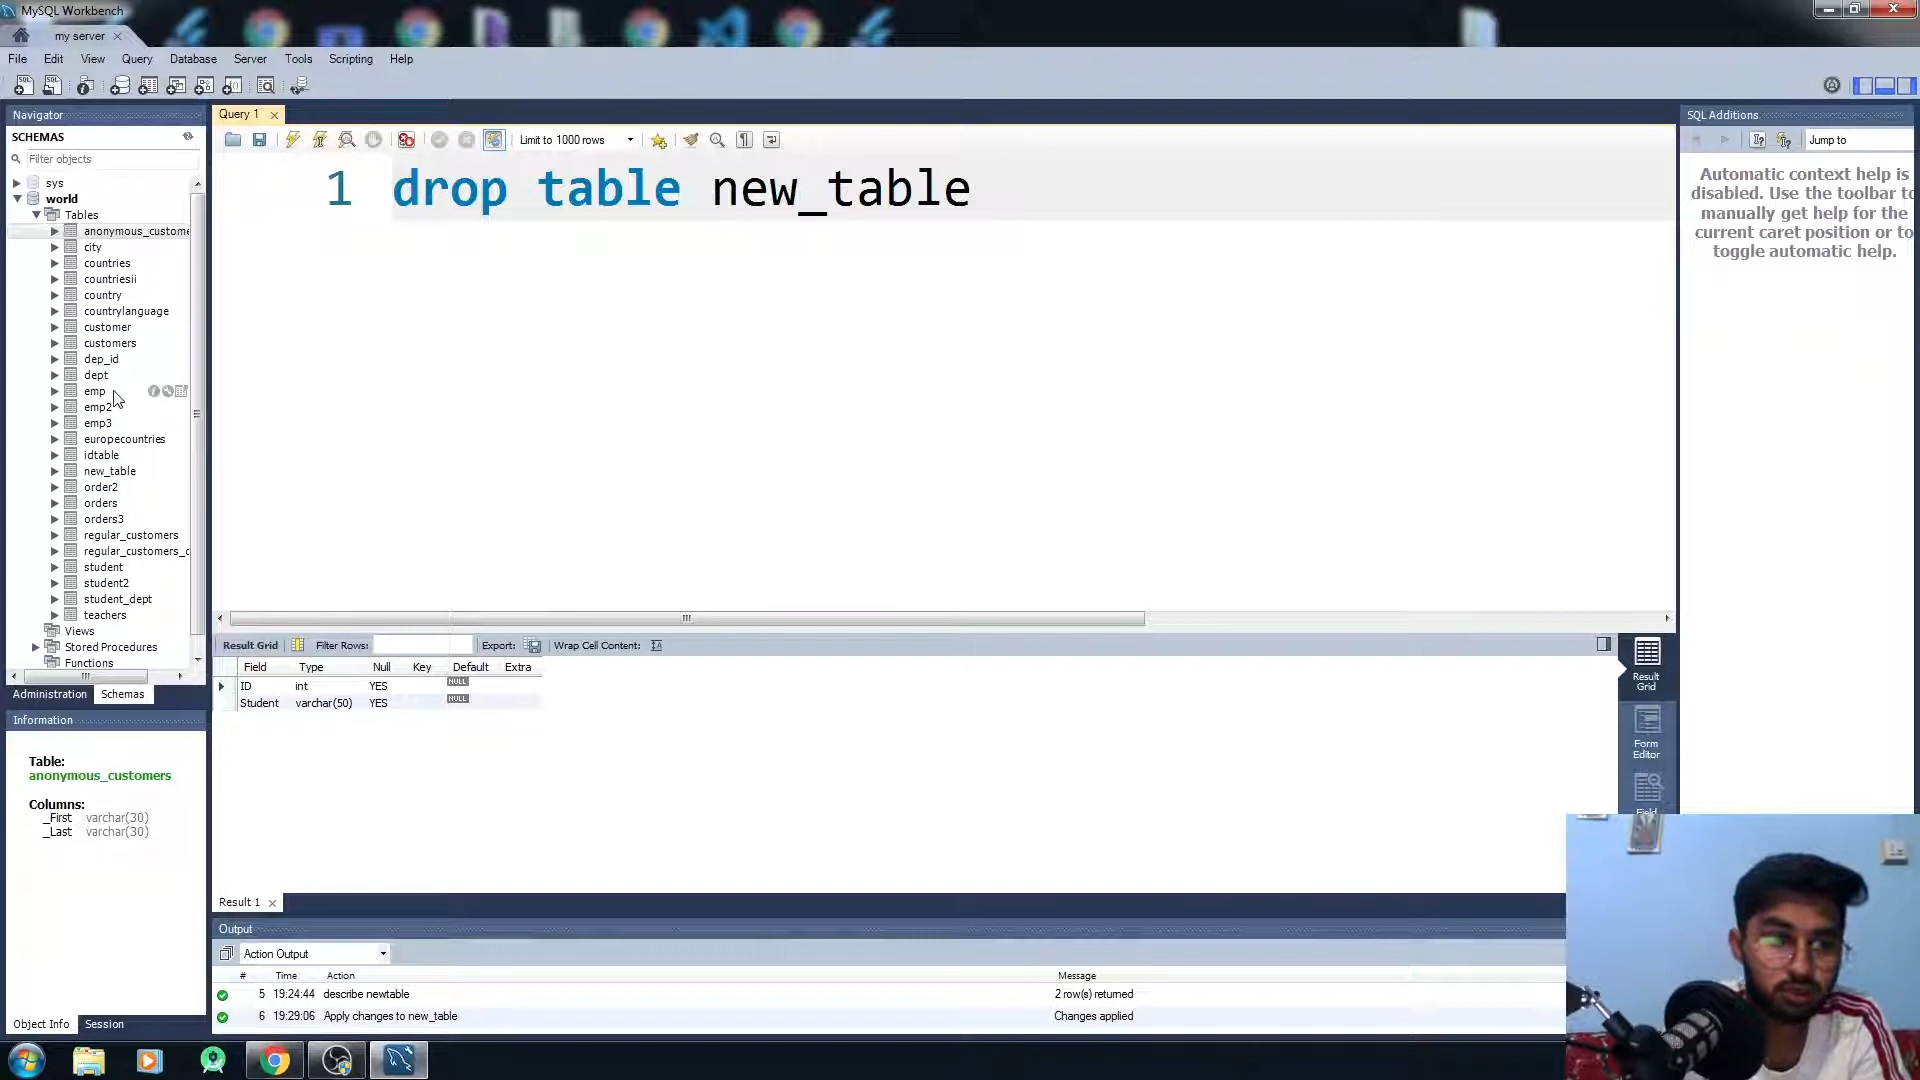 MySQL Workbench
my server
File Edit View Query Database Server Tools Scripting Help
Navigator
SCHEMAS
Filter objects
sys
world
Tables
anonymous_custome
city
countries
countriesii
country
countrylanguage
customer
customers
dep_id
dept
emp
emp2
emp3
europecountries
idtable
new_table
order2
orders
orders3
regular_customers
regular_customers_c
student
student2
student_dept
teachers
Views
Stored Procedures
Functions
Administration Schemas
Information
Table:
anonymous_customers
Columns:
_First varchar(30)
_Last varchar(30)
Object Info Session
Query 1
Limit to 1000 rows
1 drop table new_table
Result Grid Filter Rows: Export: Wrap Cell Content:
Field Type Null Key Default Extra
ID int YES NULL
Student varchar(50) YES NULL
Result
Grid
Form
Editor
Field
Result 1
Output
Action Output
# Time Action Message
5 19:24:44 describe newtable 2 row(s) returned
6 19:29:06 Apply changes to new_table Changes applied
SQL Additions
Jump to
Automatic context help is
disabled. Use the toolbar to
manually get help for the
current caret position or to
toggle automatic help.